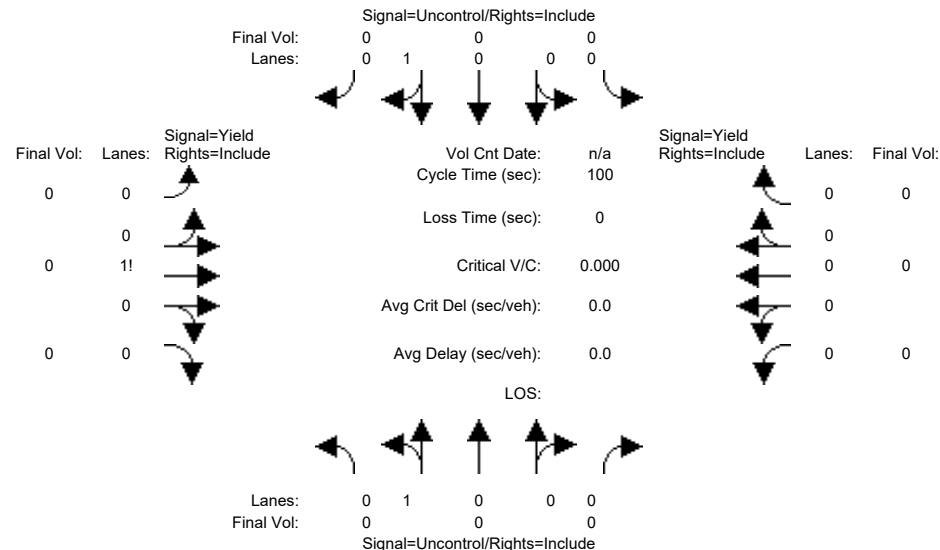 Signal=Uncontrol/Rights=Include
Final Vol: 0 0 0
Lanes: 0 1 0 0 0
Signal=Yield
Final Vol: Lanes: Rights=Include
Vol Cnt Date: n/a
Signal=Yield
Rights=Include Lanes: Final Vol:
Cycle Time (sec): 100
0 0
0 0
Loss Time (sec): 0
0
0
0 1!
Critical V/C: 0.000
0 0
0
Avg Crit Del (sec/veh): 0.0
0
0 0
Avg Delay (sec/veh): 0.0
0 0
LOS:
Lanes: 0 1 0 0 0
Final Vol: 0 0 0
Signal=Uncontrol/Rights=Include